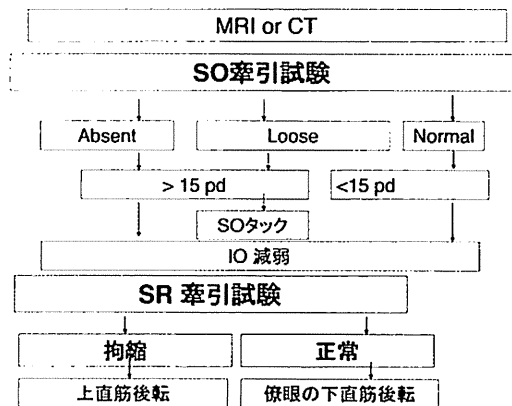 MRI or CT
SO牽引試験
Absent Loose Normal
> 15 pd <15 pd
SOタック
IO 減弱
SR 牽引試験
拘縮 正常
上直筋後転 僚眼の下直筋後転